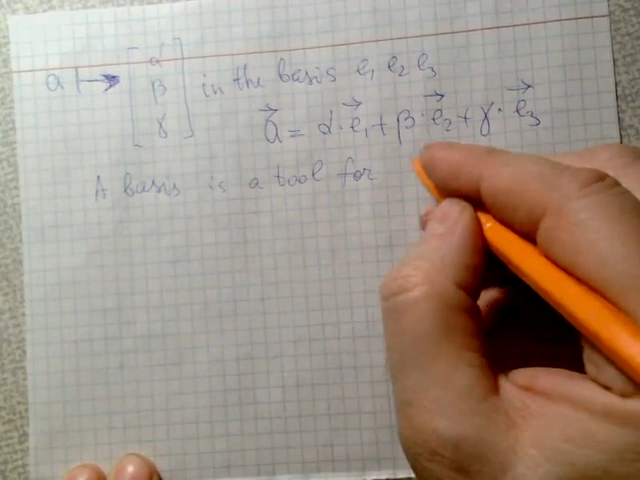 a ↦ [α β γ] in the basis e₁ e₂ e₃
a⃗ = α·e⃗₁ + β·e⃗₂ + γ·e⃗₃
A basis is a tool for